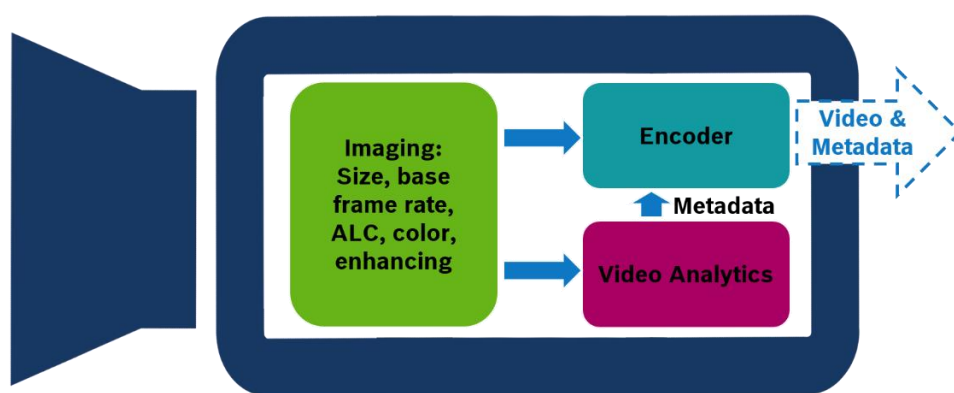 Imaging:
Size, base
frame rate,
ALC, color,
enhancing
Encoder
Video &
Metadata
Metadata
Video Analytics